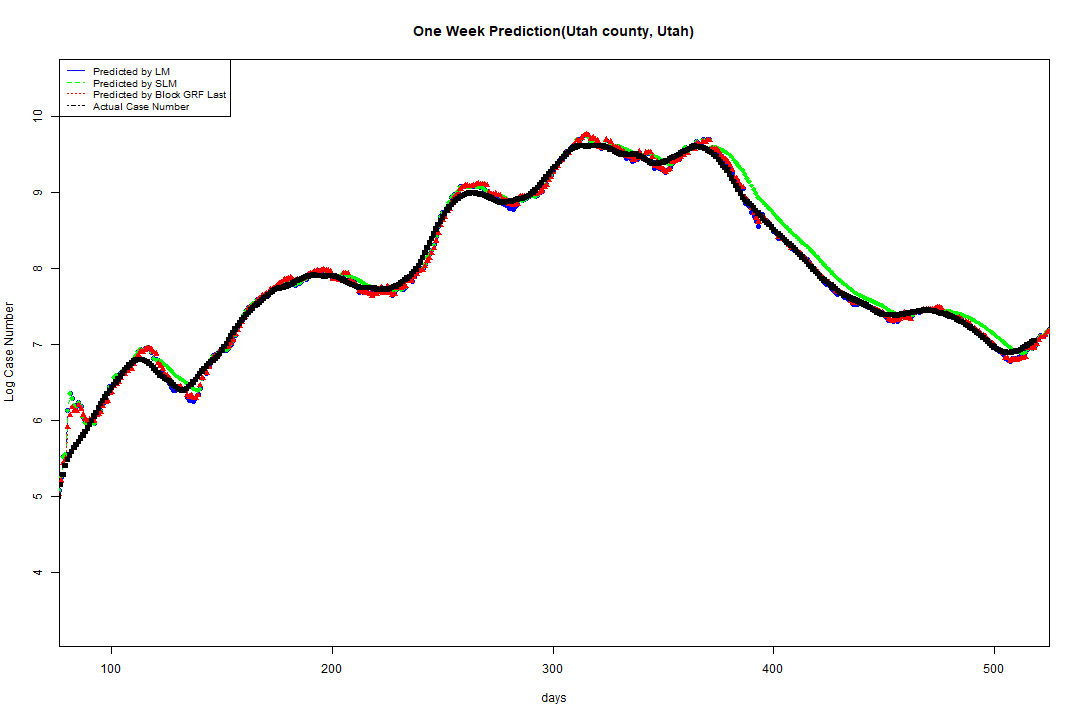 One Week Prediction(Utah county, Utah)
Predicted by LM
Predicted by SLM
Predicted by Block GRF Last
Actual Case Number
10
9
8
7
6
5
4
Log Case Number
100 200 300 400 500
days